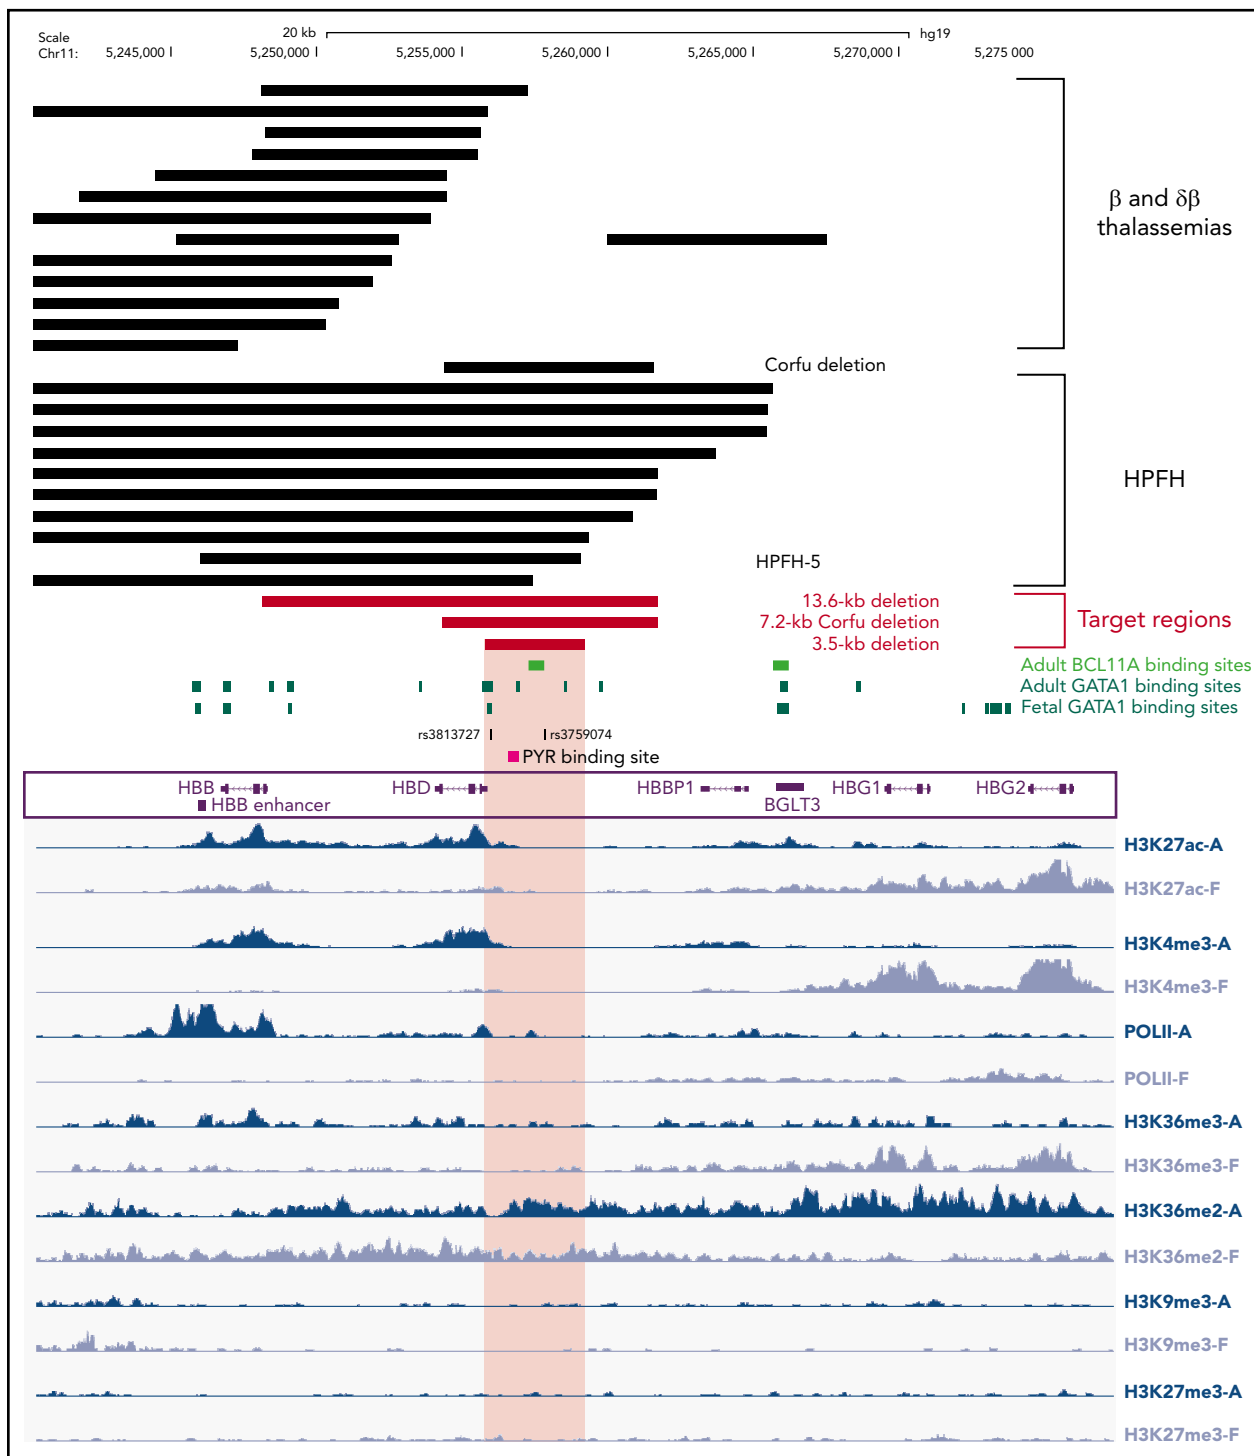 Scale 20 kb hg19
Chr11: 5,245,000 5,250,000 5,255,000 5,260,000 5,265,000 5,270,000 5,275 000
β and δβ
thalassemias
Corfu deletion
HPFH
HPFH-5
13.6-kb deletion
7.2-kb Corfu deletion
3.5-kb deletion
Target regions
Adult BCL11A binding sites
Adult GATA1 binding sites
Fetal GATA1 binding sites
rs3813727 rs3759074
PYR binding site
HBB HBD HBBP1 HBG1 HBG2
HBB enhancer BGLT3
H3K27ac-A
H3K27ac-F
H3K4me3-A
H3K4me3-F
POLII-A
POLII-F
H3K36me3-A
H3K36me3-F
H3K36me2-A
H3K36me2-F
H3K9me3-A
H3K9me3-F
H3K27me3-A
H3K27me3-F